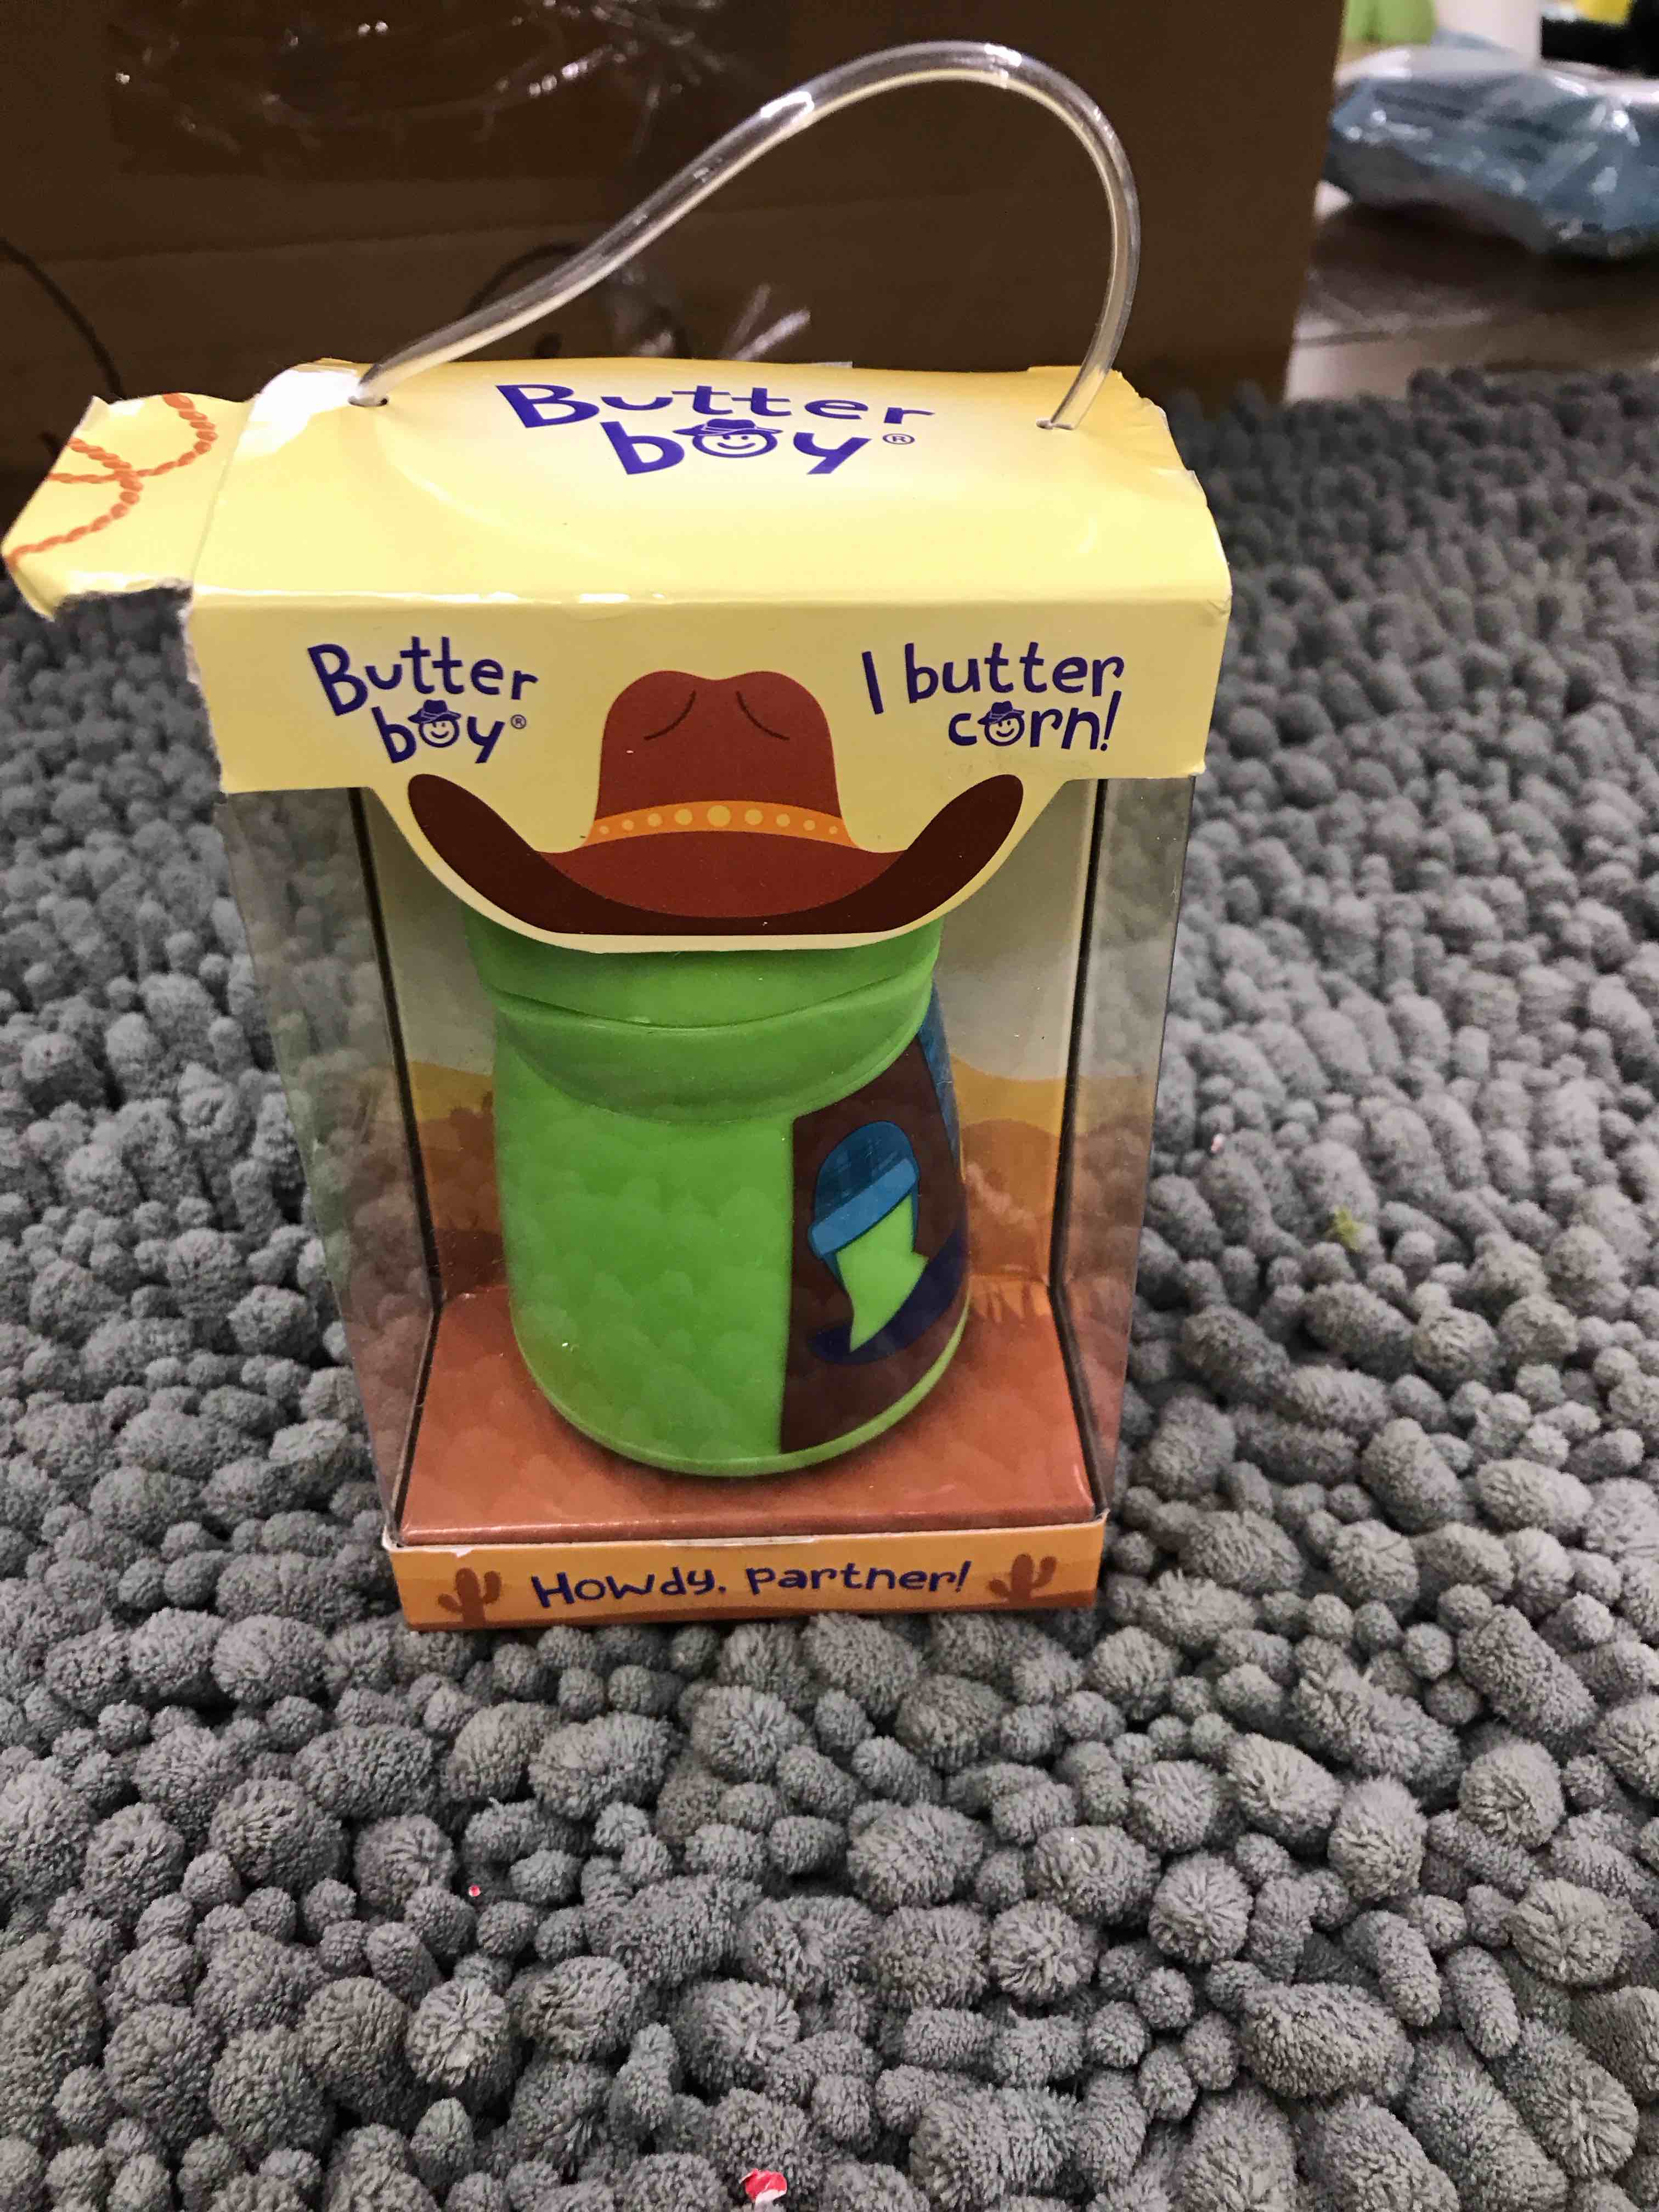 Butter
boy®
Butter
boy®
I butter
corn!
Howdy, partner!